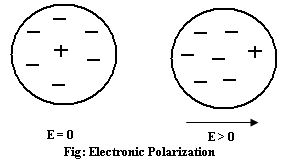 E = 0
E > 0
Fig: Electronic Polarization